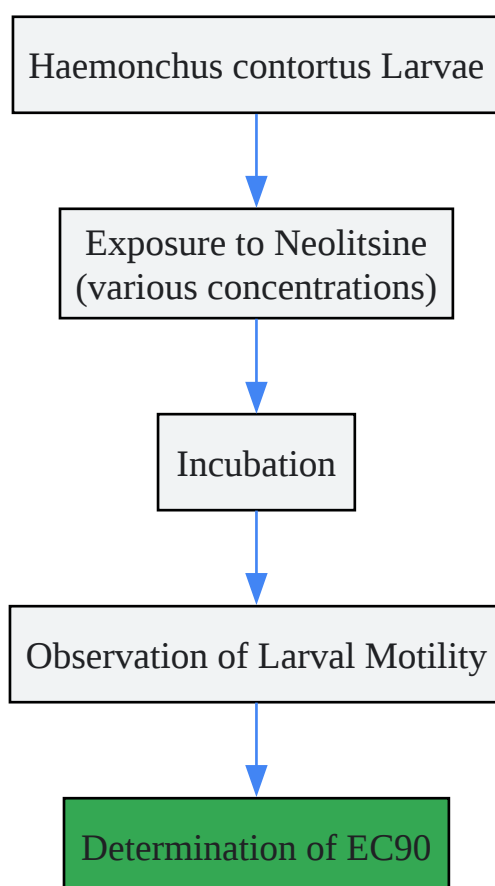 Haemonchus contortus Larvae
Exposure to Neolitsine
(various concentrations)
Incubation
Observation of Larval Motility
Determination of EC90